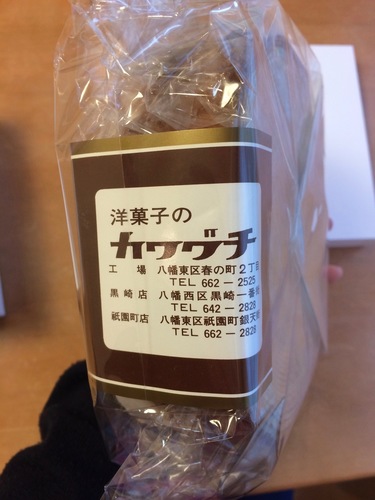 洋菓子の
カワグチ
工場 八幡東区春の町2丁目
TEL 662-2525
黒崎店 八幡西区黒崎一番
TEL 642-2828
祇園町店 八幡東区祇園町銀天
TEL 662-2828